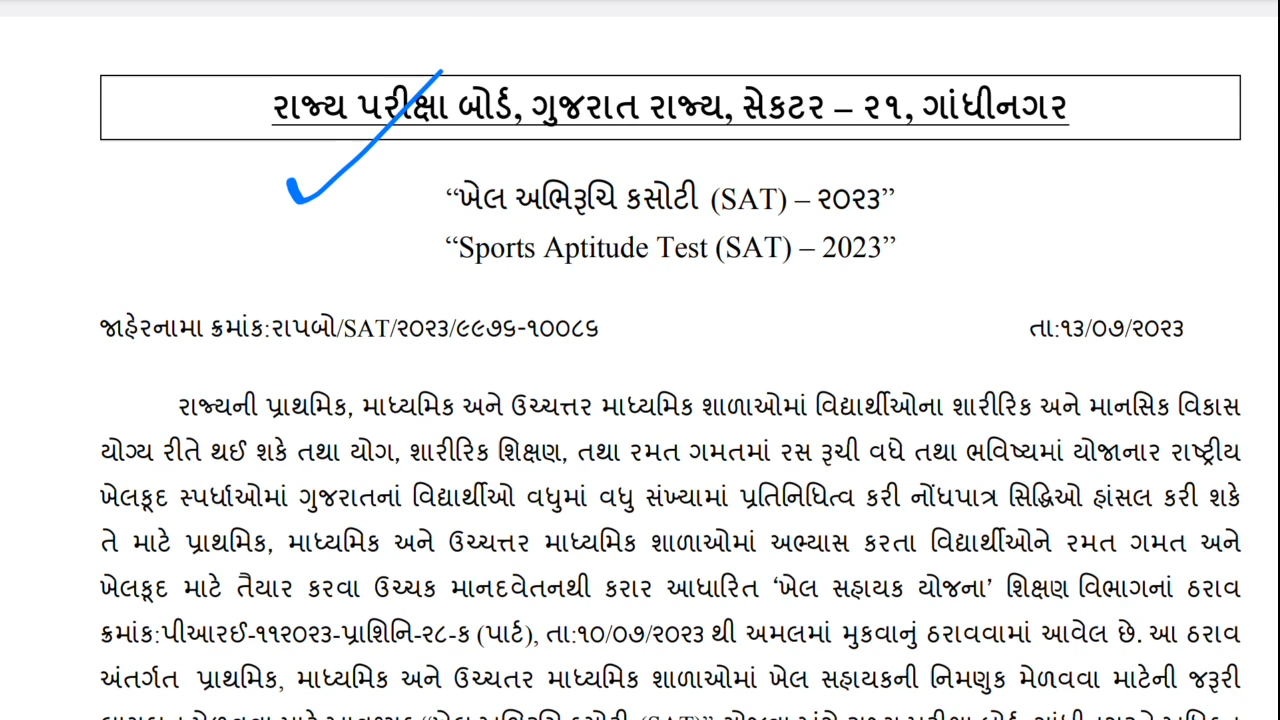 રાજ્ય પરીક્ષા બોર્ડ, ગુજરાત રાજ્ય, સેકટર – ૨૧, ગાંધીનગર
“ખેલ અભિરૂચિ કસોટી (SAT) – ૨૦૨૩”
“Sports Aptitude Test (SAT) – 2023”
જાહેરનામા ક્રમાંક:રાપબો/SAT/૨૦૨૩/૯૯૭૬-૧૦૦૮૬ તા:૧૩/૦૭/૨૦૨૩
રાજ્યની પ્રાથમિક, માધ્યમિક અને ઉચ્ચત્તર માધ્યમિક શાળાઓમાં વિદ્યાર્થીઓના શારીરિક અને માનસિક વિકાસ
યોગ્ય રીતે થઈ શકે તથા યોગ, શારીરિક શિક્ષણ, તથા રમત ગમતમાં રસ રૂચી વધે તથા ભવિષ્યમાં યોજાનાર રાષ્ટ્રીય
ખેલકૂદ સ્પર્ધાઓમાં ગુજરાતનાં વિદ્યાર્થીઓ વધુમાં વધુ સંખ્યામાં પ્રતિનિધિત્વ કરી નોંધપાત્ર સિદ્ધિઓ હાંસલ કરી શકે
તે માટે પ્રાથમિક, માધ્યમિક અને ઉચ્ચત્તર માધ્યમિક શાળાઓમાં અભ્યાસ કરતા વિદ્યાર્થીઓને રમત ગમત અને
ખેલકૂદ માટે તૈયાર કરવા ઉચ્ચક માનદવેતનથી કરાર આધારિત ‘ખેલ સહાયક યોજના’ શિક્ષણ વિભાગનાં ઠરાવ
ક્રમાંક:પીઆરઈ-૧૧૨૦૨૩-પ્રાશિનિ-૨૮-ક (પાર્ટ), તા:૧૦/૦૭/૨૦૨૩ થી અમલમાં મુકવાનું ઠરાવવામાં આવેલ છે. આ ઠરાવ
અંતર્ગત પ્રાથમિક, માધ્યમિક અને ઉચ્ચતર માધ્યમિક શાળાઓમાં ખેલ સહાયકની નિમણુક મેળવવા માટેની જરૂરી